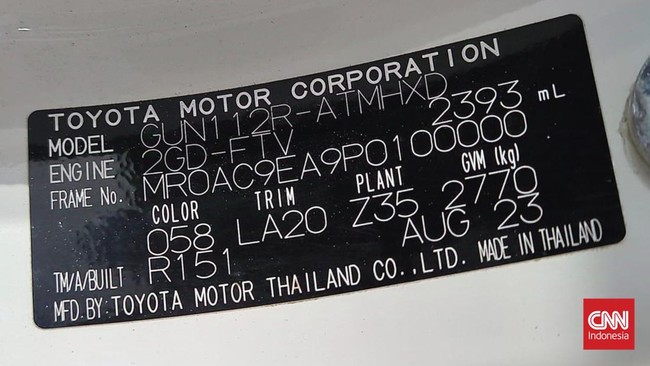 TOYOTA MOTOR CORPORATION
MODEL GUN112R-ATMHXD
ENGINE 2GD-FTV 2393 mL
FRAME No. MR0AC9EA9P0100000
COLOR TRIM PLANT GVM (kg)
058 LA20 Z35 2770
TM/A/BUILT R151 AUG 23
MFD.BY:TOYOTA MOTOR THAILAND CO.,LTD. MADE IN THAILAND
CNN
Indonesia